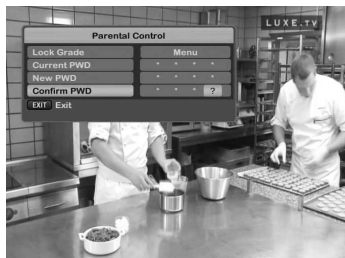 LUXE.TV
Parental Control
Lock Grade Menu
Current PWD * * * *
New PWD * * * *
Confirm PWD * * * ?
EXIT Exit